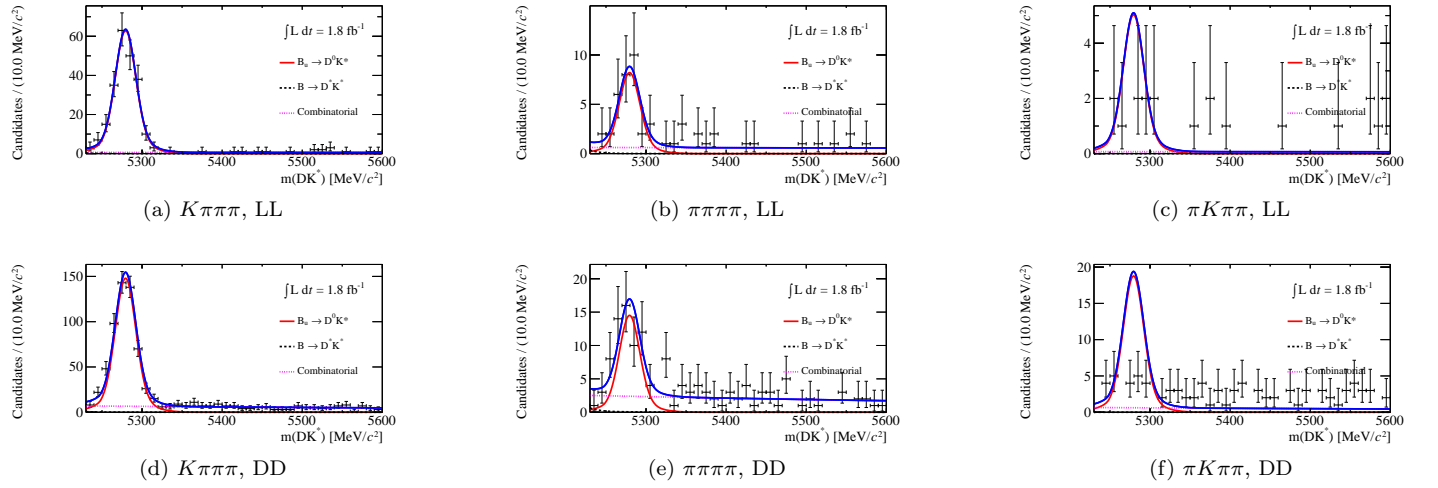 Candidates / (10.0 MeV/c²)
60
40
20
0
∫L dt = 1.8 fb⁻¹
Bᵤ → D⁰K*
B → D*K*
Combinatorial
5300 5400 5500 5600
m(DK*) [MeV/c²]
(a) Kπππ, LL
Candidates / (10.0 MeV/c²)
10
5
0
∫L dt = 1.8 fb⁻¹
Bᵤ → D⁰K*
B → D*K*
Combinatorial
5300 5400 5500 5600
m(DK*) [MeV/c²]
(b) ππππ, LL
Candidates / (10.0 MeV/c²)
4
2
0
∫L dt = 1.8 fb⁻¹
Bᵤ → D⁰K*
B → D*K*
Combinatorial
5300 5400 5500 5600
m(DK*) [MeV/c²]
(c) πKππ, LL
Candidates / (10.0 MeV/c²)
150
100
50
0
∫L dt = 1.8 fb⁻¹
Bᵤ → D⁰K*
B → D*K*
Combinatorial
5300 5400 5500 5600
m(DK*) [MeV/c²]
(d) Kπππ, DD
Candidates / (10.0 MeV/c²)
20
15
10
5
0
∫L dt = 1.8 fb⁻¹
Bᵤ → D⁰K*
B → D*K*
Combinatorial
5300 5400 5500 5600
m(DK*) [MeV/c²]
(e) ππππ, DD
Candidates / (10.0 MeV/c²)
20
15
10
5
0
∫L dt = 1.8 fb⁻¹
Bᵤ → D⁰K*
B → D*K*
Combinatorial
5300 5400 5500 5600
m(DK*) [MeV/c²]
(f) πKππ, DD